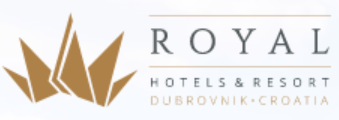 ROYAL
HOTELS & RESORT
DUBROVNIK • CROATIA